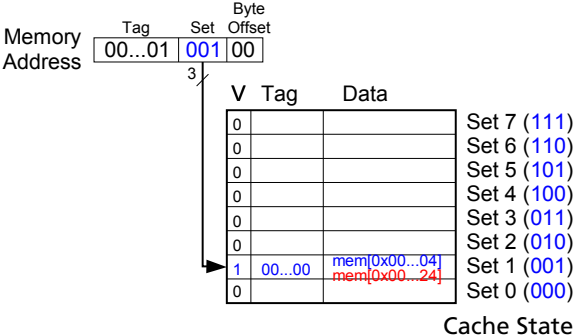 Byte
Tag Set Offset
Memory Address 00...01 001 00
3
V Tag Data
0 Set 7 (111)
0 Set 6 (110)
0 Set 5 (101)
0 Set 4 (100)
0 Set 3 (011)
0 Set 2 (010)
1 00...00 mem[0x00...04] Set 1 (001)
mem[0x00...24]
0 Set 0 (000)
Cache State